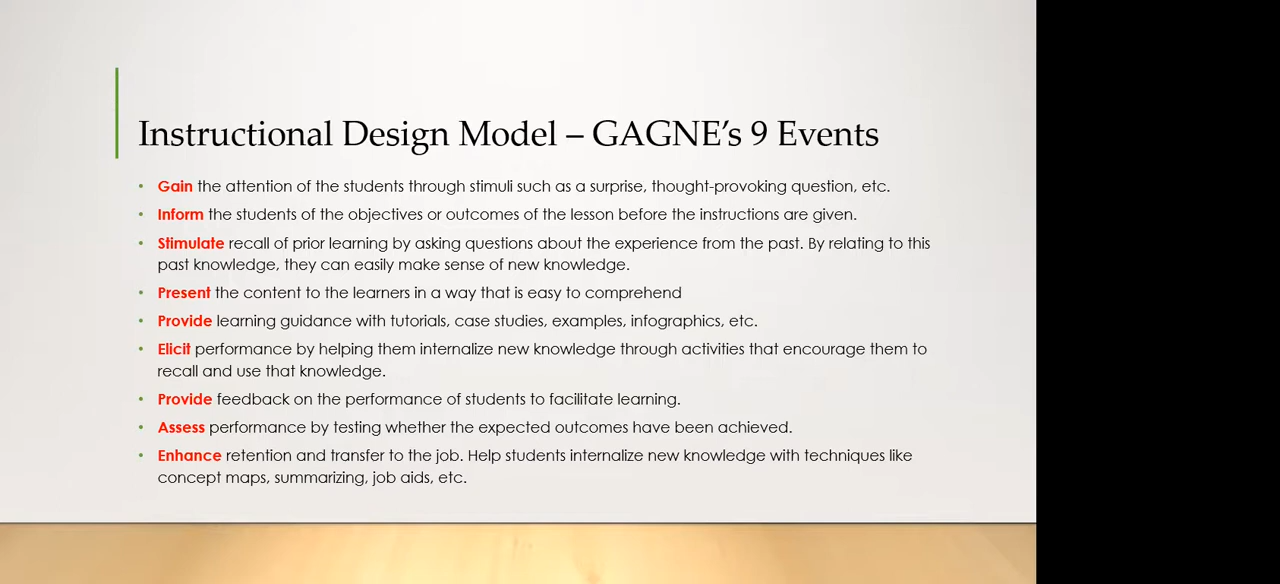 Instructional Design Model – GAGNE's 9 Events
• Gain the attention of the students through stimuli such as a surprise, thought-provoking question, etc.
• Inform the students of the objectives or outcomes of the lesson before the instructions are given.
• Stimulate recall of prior learning by asking questions about the experience from the past. By relating to this
past knowledge, they can easily make sense of new knowledge.
• Present the content to the learners in a way that is easy to comprehend
• Provide learning guidance with tutorials, case studies, examples, infographics, etc.
• Elicit performance by helping them internalize new knowledge through activities that encourage them to
recall and use that knowledge.
• Provide feedback on the performance of students to facilitate learning.
• Assess performance by testing whether the expected outcomes have been achieved.
• Enhance retention and transfer to the job. Help students internalize new knowledge with techniques like
concept maps, summarizing, job aids, etc.